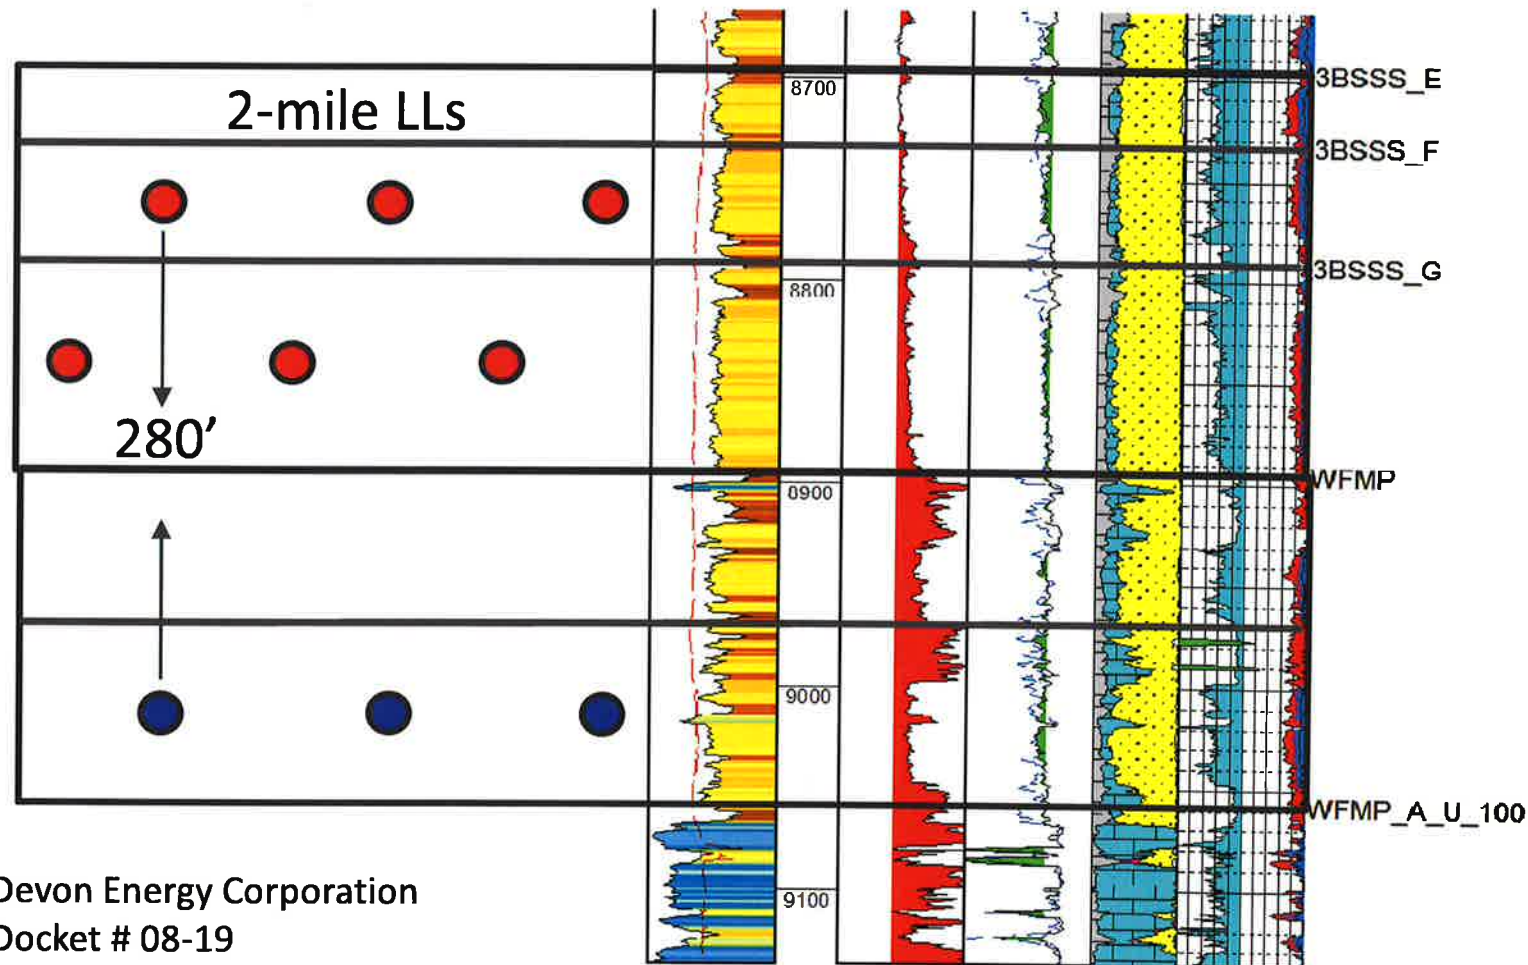 2-mile LLs
280’
8700
8800
8900
9000
9100
3BSSS_E
3BSSS_F
3BSSS_G
WFMP
WFMP_A_U_100
Devon Energy Corporation
Docket # 08-19